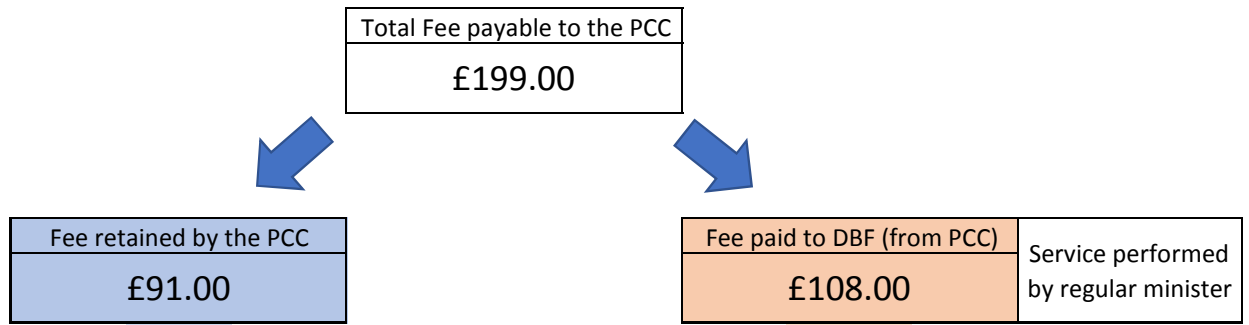 Total Fee payable to the PCC
£199.00
Fee retained by the PCC
£91.00
Fee paid to DBF (from PCC)
£108.00
Service performed
by regular minister